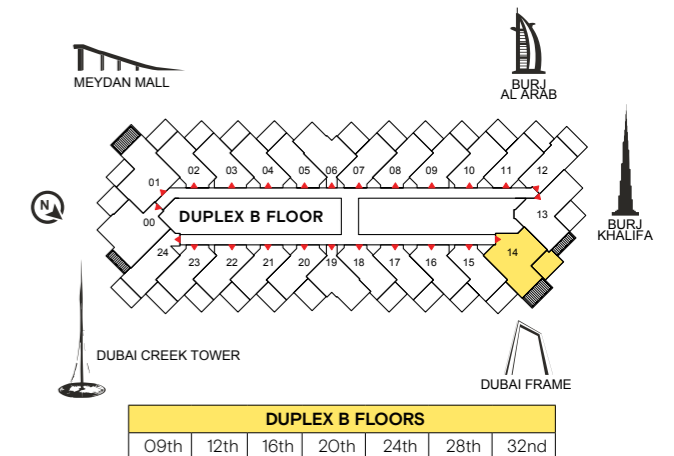 MEYDAN MALL
BURJ
AL ARAB
BURJ
KHALIFA
N
01 02 03 04 05 06 07 08 09 10 11 12
00 DUPLEX B FLOOR 13
24 23 22 21 20 19 18 17 16 15 14
DUBAI CREEK TOWER
DUBAI FRAME
DUPLEX B FLOORS
09th 12th 16th 20th 24th 28th 32nd